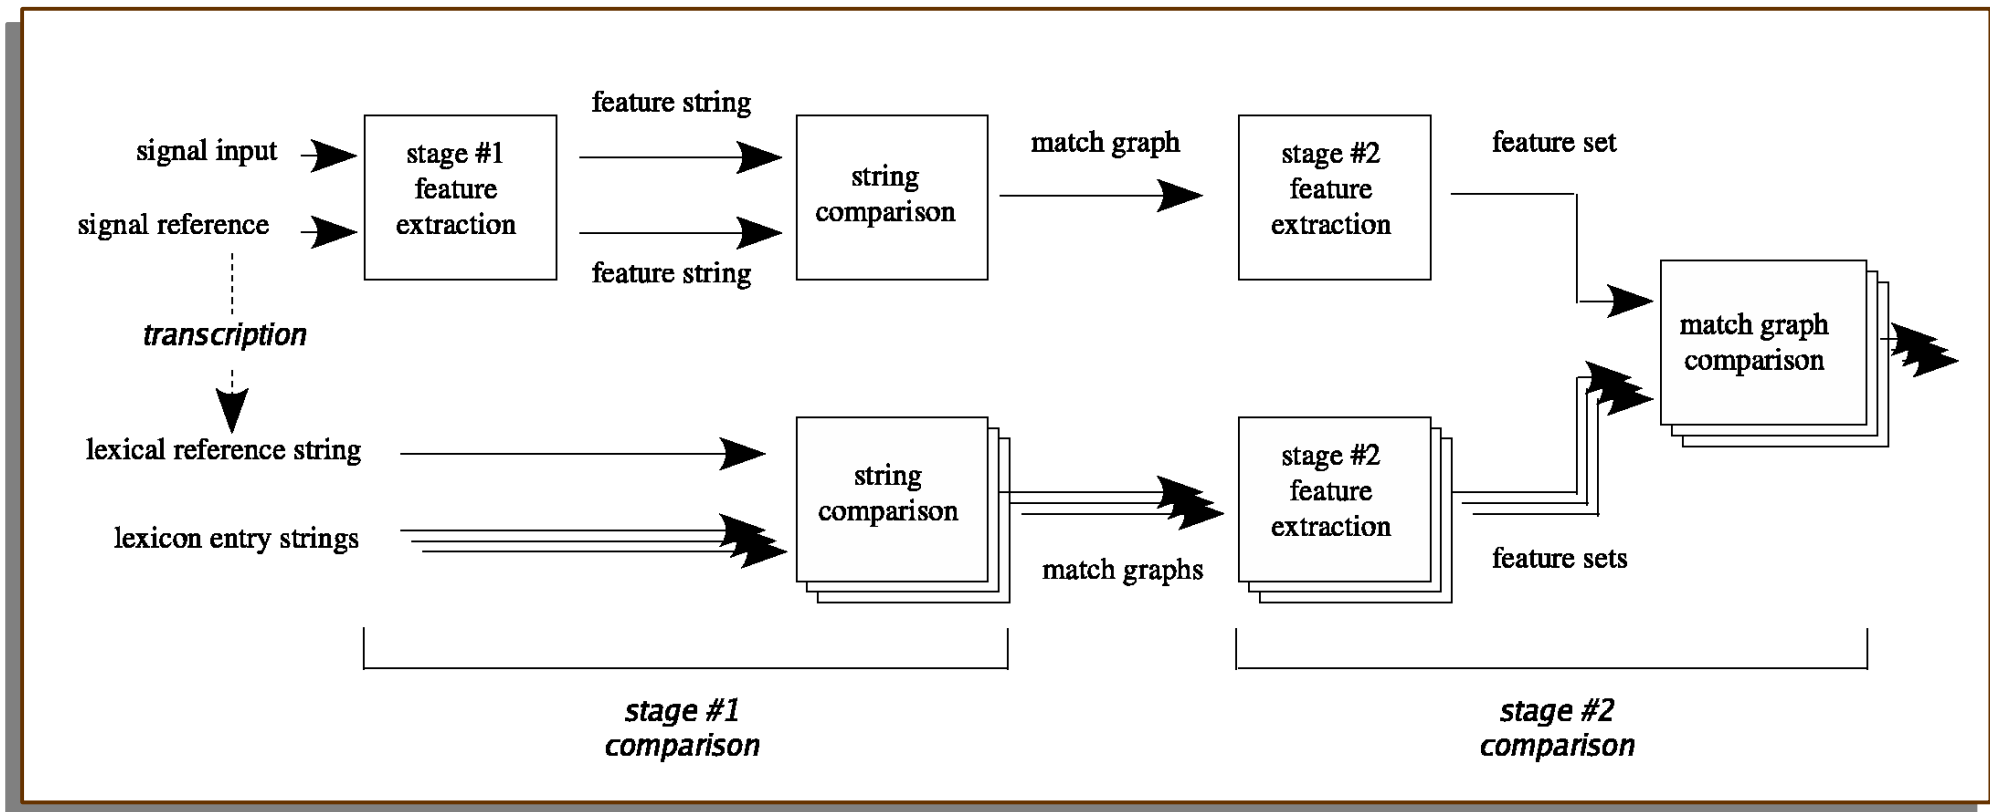 feature string
signal input
stage #1
feature
extraction
string
comparison
match graph
stage #2
feature
extraction
feature set
signal reference
feature string
transcription
match graph
comparison
lexical reference string
string
comparison
stage #2
feature
extraction
lexicon entry strings
match graphs
feature sets
stage #1
comparison
stage #2
comparison